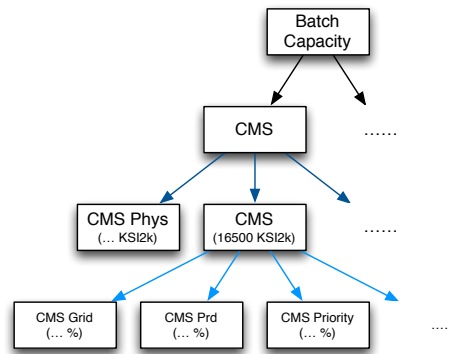 Batch
Capacity
CMS
......
CMS Phys
(... KSI2k)
CMS
(16500 KSI2k)
......
CMS Grid
(... %)
CMS Prd
(... %)
CMS Priority
(... %)
....